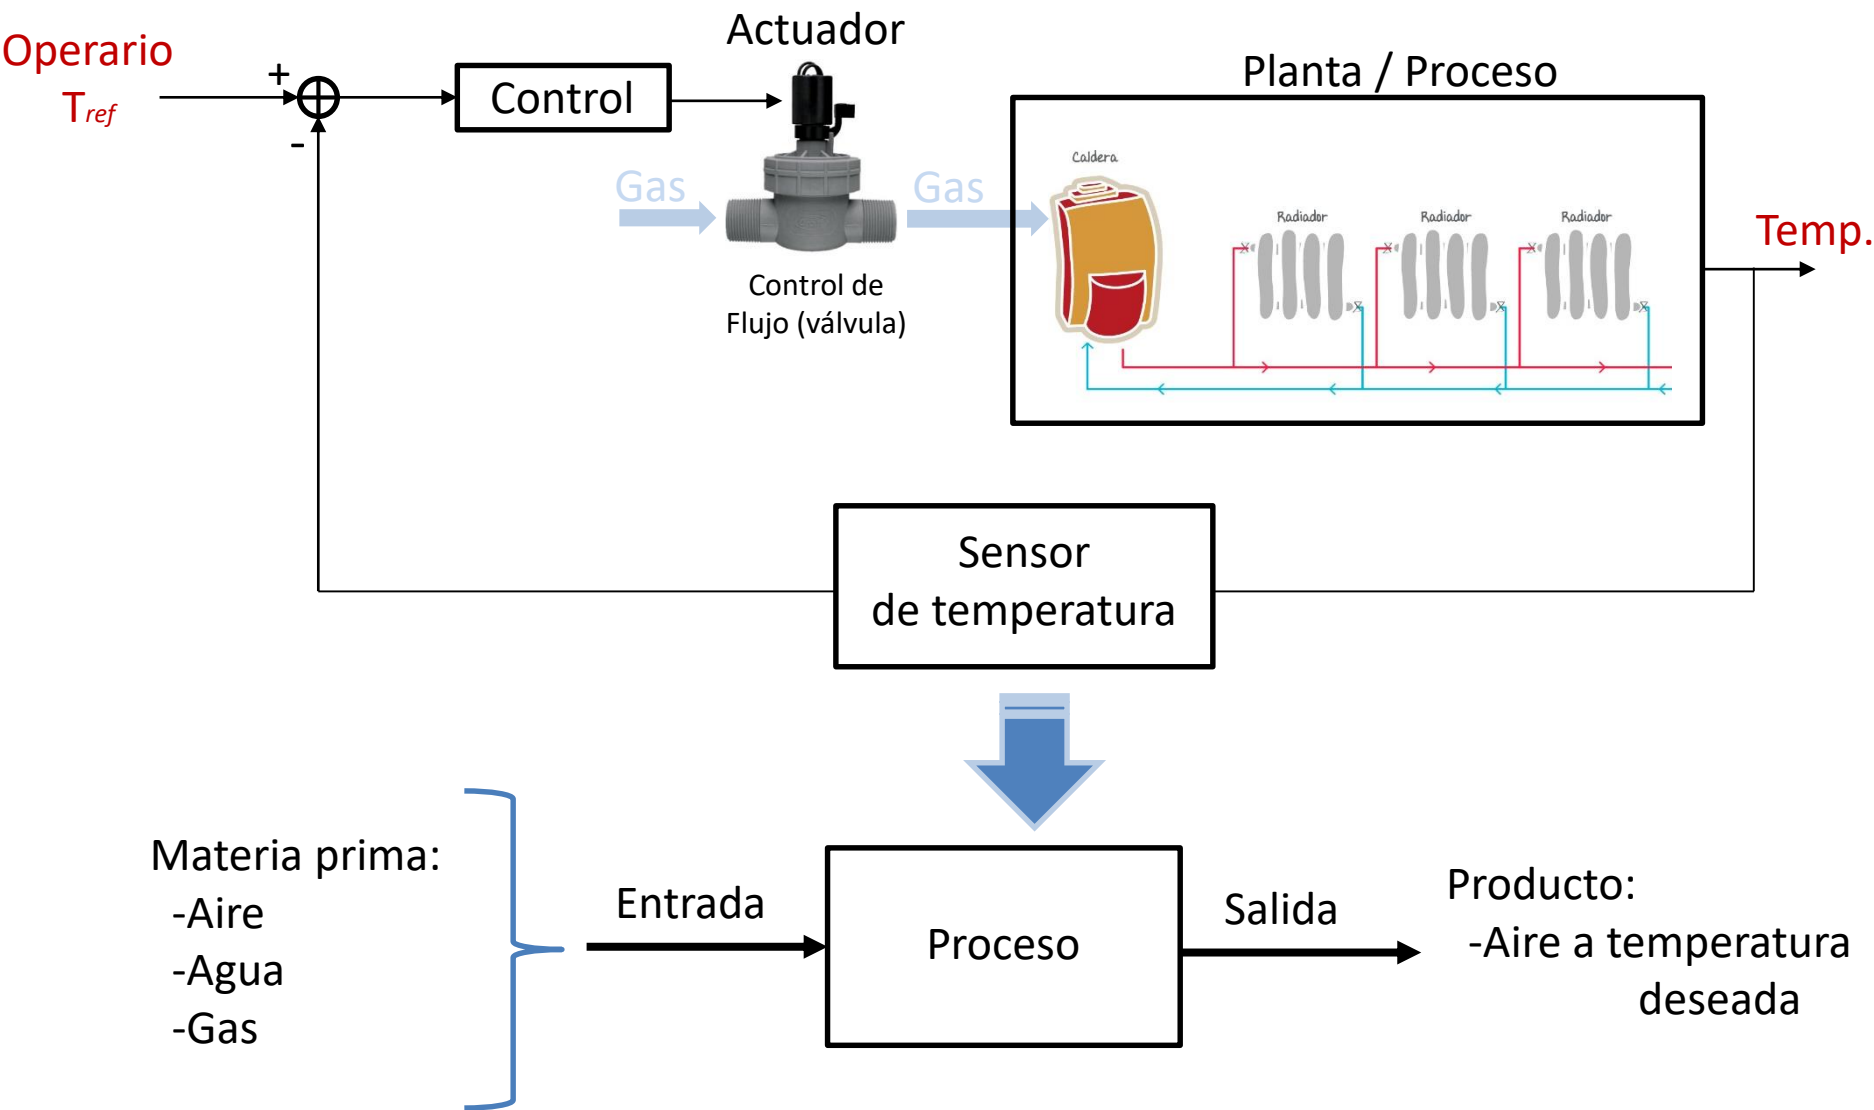 Operario
Tref
+
-
Control
Actuador
Gas
Gas
Control de
Flujo (válvula)
Planta / Proceso
Caldera
Radiador
Radiador
Radiador
Temp.
Sensor
de temperatura
Materia prima:
-Aire
-Agua
-Gas
Entrada
Proceso
Salida
Producto:
-Aire a temperatura
deseada